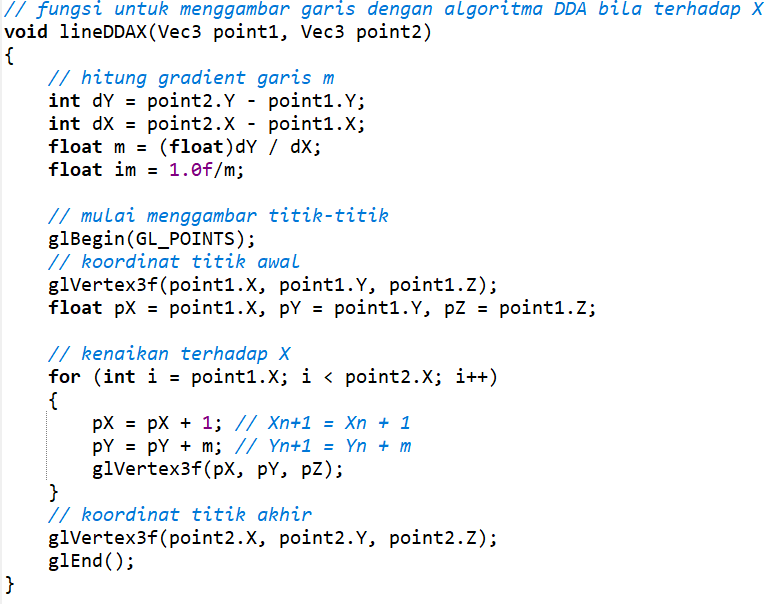 // fungsi untuk menggambar garis dengan algoritma DDA bila terhadap X
void lineDDAX(Vec3 point1, Vec3 point2)
{
    // hitung gradient garis m
    int dY = point2.Y - point1.Y;
    int dX = point2.X - point1.X;
    float m = (float)dY / dX;
    float im = 1.0f/m;

    // mulai menggambar titik-titik
    glBegin(GL_POINTS);
    // koordinat titik awal
    glVertex3f(point1.X, point1.Y, point1.Z);
    float pX = point1.X, pY = point1.Y, pZ = point1.Z;

    // kenaikan terhadap X
    for (int i = point1.X; i < point2.X; i++)
    {
        pX = pX + 1; // Xn+1 = Xn + 1
        pY = pY + m; // Yn+1 = Yn + m
        glVertex3f(pX, pY, pZ);
    }
    // koordinat titik akhir
    glVertex3f(point2.X, point2.Y, point2.Z);
    glEnd();
}